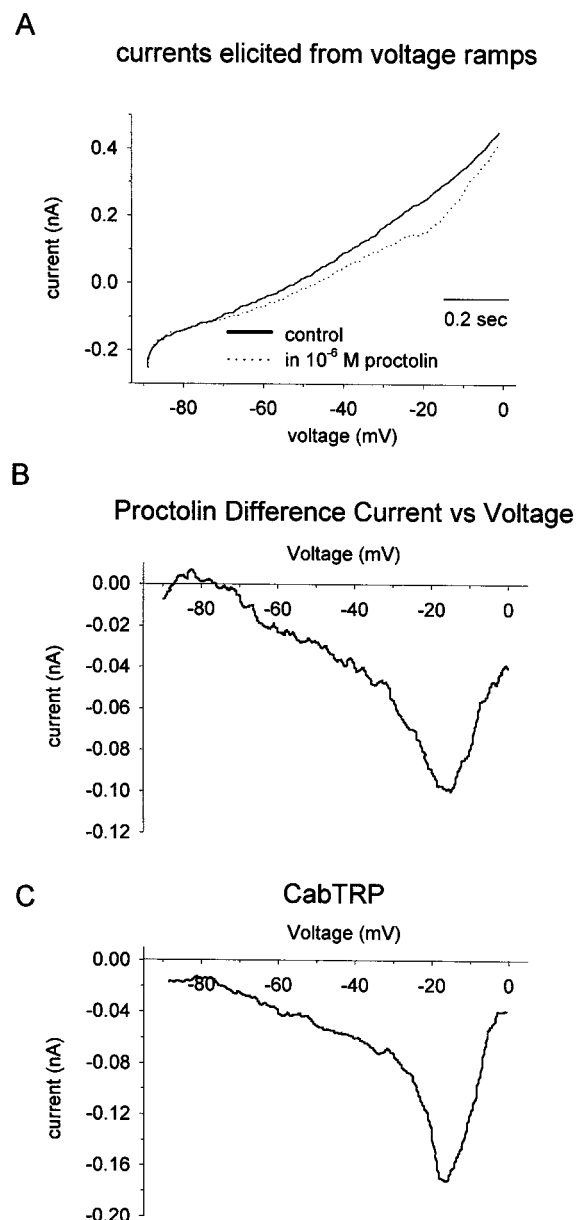 A
currents elicited from voltage ramps
0.4
0.2
0.0
-0.2
current (nA)
0.2 sec
control
in 10⁻⁶ M proctolin
-80 -60 -40 -20 0
voltage (mV)
B
Proctolin Difference Current vs Voltage
Voltage (mV)
0.00
-80 -60 -40 -20 0
-0.02
-0.04
-0.06
-0.08
-0.10
-0.12
current (nA)
C
CabTRP
Voltage (mV)
0.00
-80 -60 -40 -20 0
-0.04
-0.08
-0.12
-0.16
-0.20
current (nA)